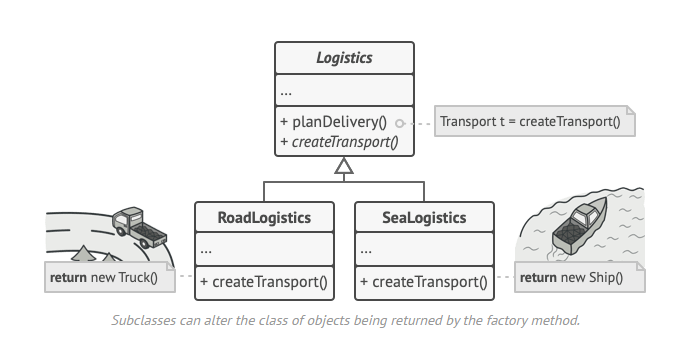 Logistics
...
+ planDelivery()
+ createTransport()
Transport t = createTransport()
RoadLogistics
...
+ createTransport()
return new Truck()
SeaLogistics
...
+ createTransport()
return new Ship()
Subclasses can alter the class of objects being returned by the factory method.